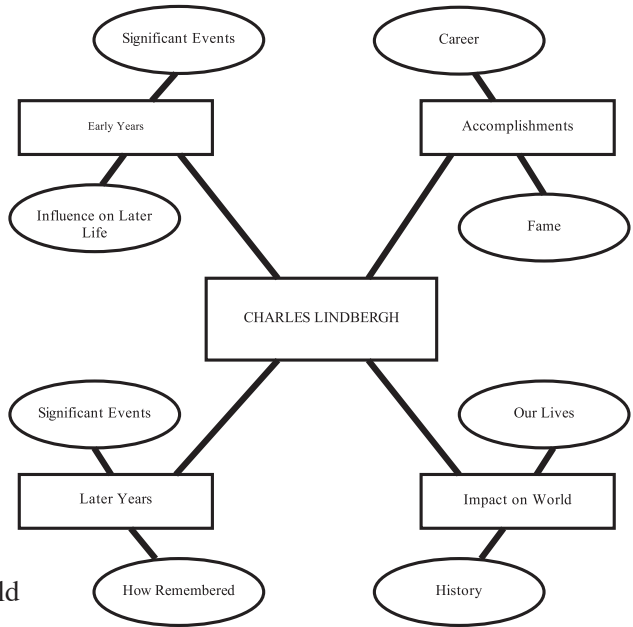 Significant Events
Career
Early Years
Accomplishments
Influence on Later
Life
Fame
CHARLES LINDBERGH
Significant Events
Our Lives
Later Years
Impact on World
How Remembered
History